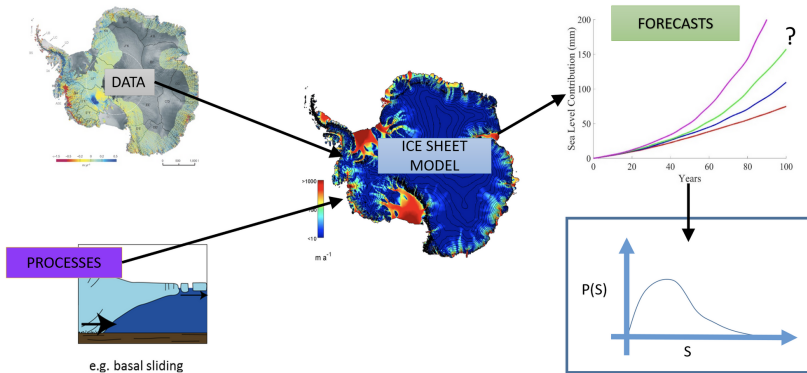 DATA
PROCESSES
e.g. basal sliding
ICE SHEET
MODEL
>1000
<10
m a⁻¹
FORECASTS
?
Sea Level Contribution (mm)
200
150
100
50
0
0 20 40 60 80 100
Years
P(S)
S